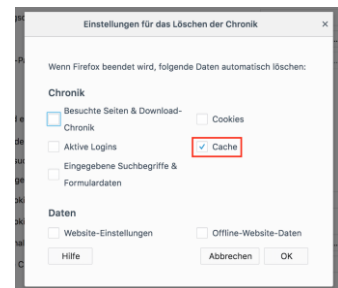 Einstellungen für das Löschen der Chronik
Wenn Firefox beendet wird, folgende Daten automatisch löschen:
Chronik
Besuchte Seiten & Download-
Chronik
Cookies
Aktive Logins
Cache
Eingegebene Suchbegriffe &
Formulardaten
Daten
Website-Einstellungen
Offline-Website-Daten
Hilfe
Abbrechen
OK